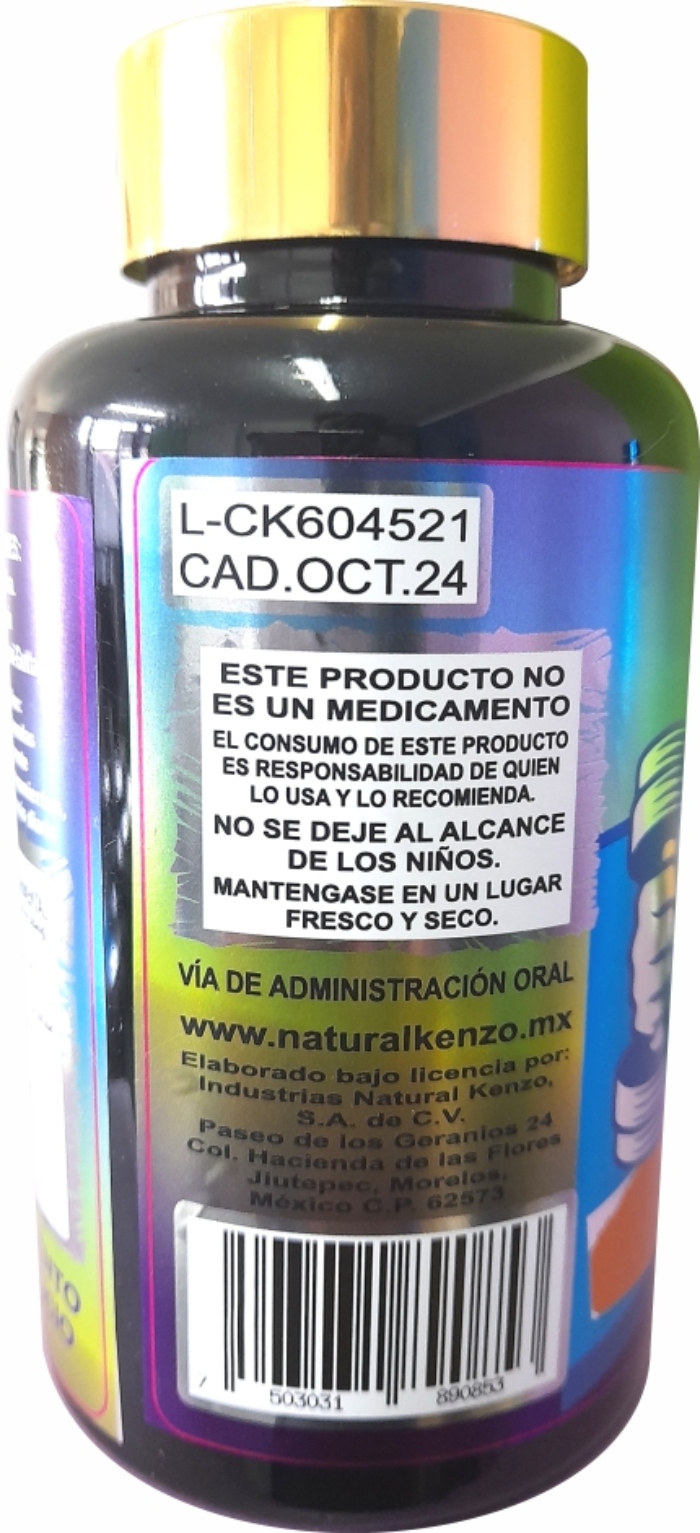 L-CK604521
CAD.OCT.24
ESTE PRODUCTO NO
ES UN MEDICAMENTO
EL CONSUMO DE ESTE PRODUCTO
ES RESPONSABILIDAD DE QUIEN
LO USA Y LO RECOMIENDA.
NO SE DEJE AL ALCANCE
DE LOS NIÑOS.
MANTENGASE EN UN LUGAR
FRESCO Y SECO.
VÍA DE ADMINISTRACIÓN ORAL
www.naturalkenzo.mx
Elaborado bajo licencia por:
Industrias Natural Kenzo,
S.A. de C.V.
Paseo de los Geranios 24
Col. Hacienda de las Flores
Jiutepec, Morelos,
México C.P. 62573
503031 890853